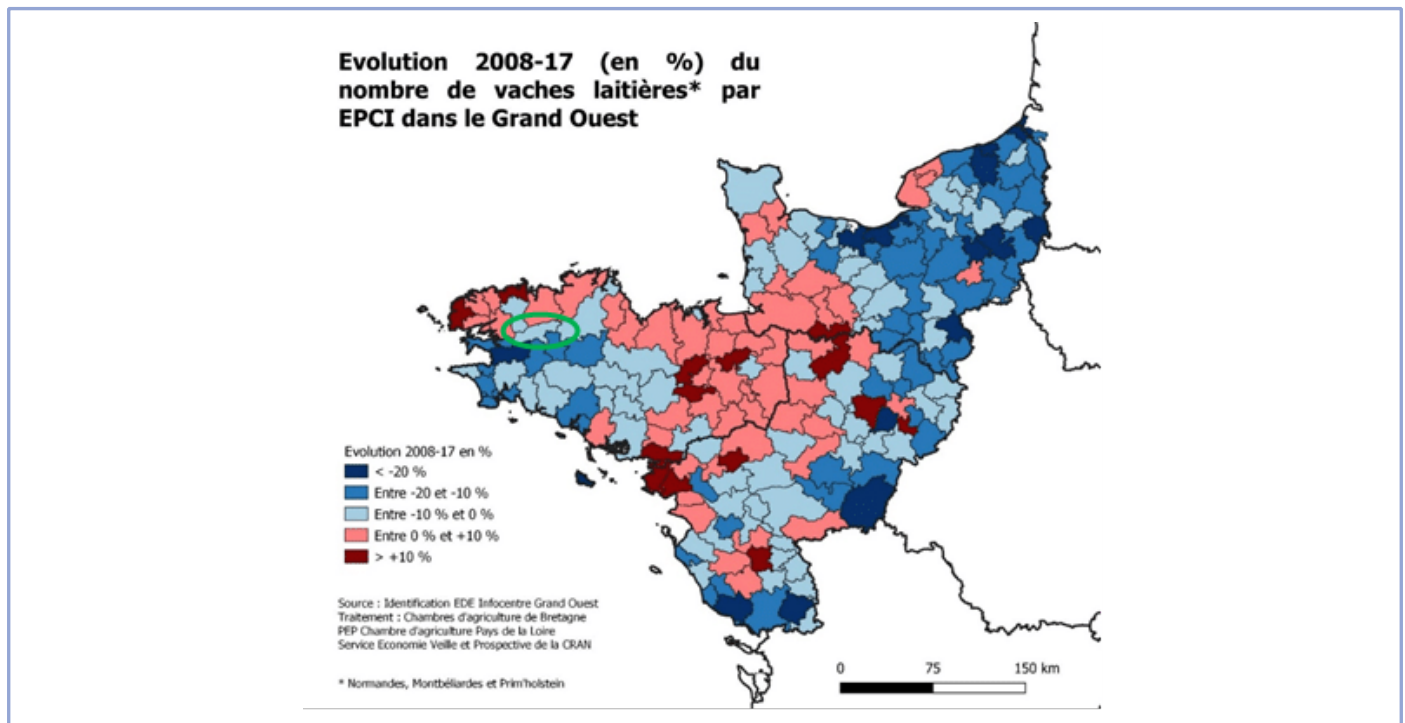 Evolution 2008-17 (en %) du
nombre de vaches laitières* par
EPCI dans le Grand Ouest
Evolution 2008-17 en %
< -20 %
Entre -20 et -10 %
Entre -10 % et 0 %
Entre 0 % et +10 %
> +10 %
Source : Identification EDE Infocentre Grand Ouest
Traitement : Chambres d'agriculture de Bretagne
PEP Chambre d'agriculture Pays de la Loire
Service Economie Veille et Prospective de la CRAN
* Normandes, Montbéliardes et Prim'holstein
0 75 150 km